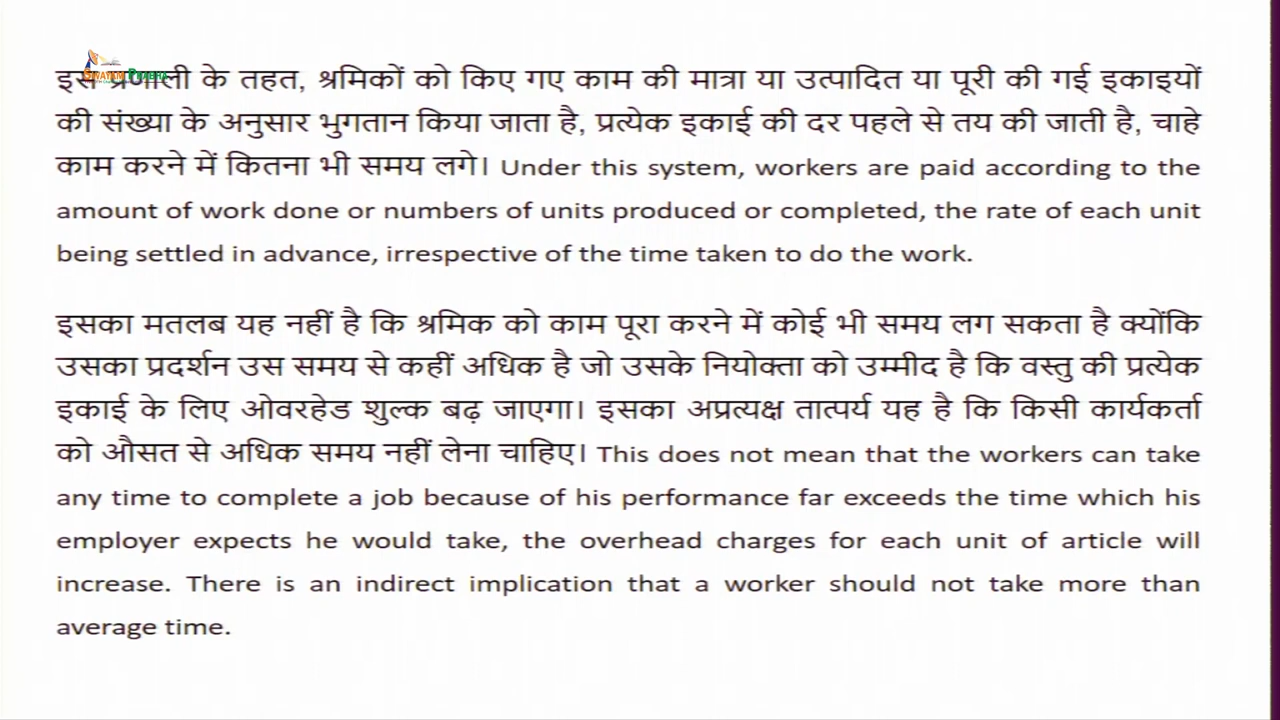 SWAYAM PRABHA
इस प्रणाली के तहत, श्रमिकों को किए गए काम की मात्रा या उत्पादित या पूरी की गई इकाइयों
की संख्या के अनुसार भुगतान किया जाता है, प्रत्येक इकाई की दर पहले से तय की जाती है, चाहे
काम करने में कितना भी समय लगे। Under this system, workers are paid according to the
amount of work done or numbers of units produced or completed, the rate of each unit
being settled in advance, irrespective of the time taken to do the work.
इसका मतलब यह नहीं है कि श्रमिक को काम पूरा करने में कोई भी समय लग सकता है क्योंकि
उसका प्रदर्शन उस समय से कहीं अधिक है जो उसके नियोक्ता को उम्मीद है कि वस्तु की प्रत्येक
इकाई के लिए ओवरहेड शुल्क बढ़ जाएगा। इसका अप्रत्यक्ष तात्पर्य यह है कि किसी कार्यकर्ता
को औसत से अधिक समय नहीं लेना चाहिए। This does not mean that the workers can take
any time to complete a job because of his performance far exceeds the time which his
employer expects he would take, the overhead charges for each unit of article will
increase. There is an indirect implication that a worker should not take more than
average time.